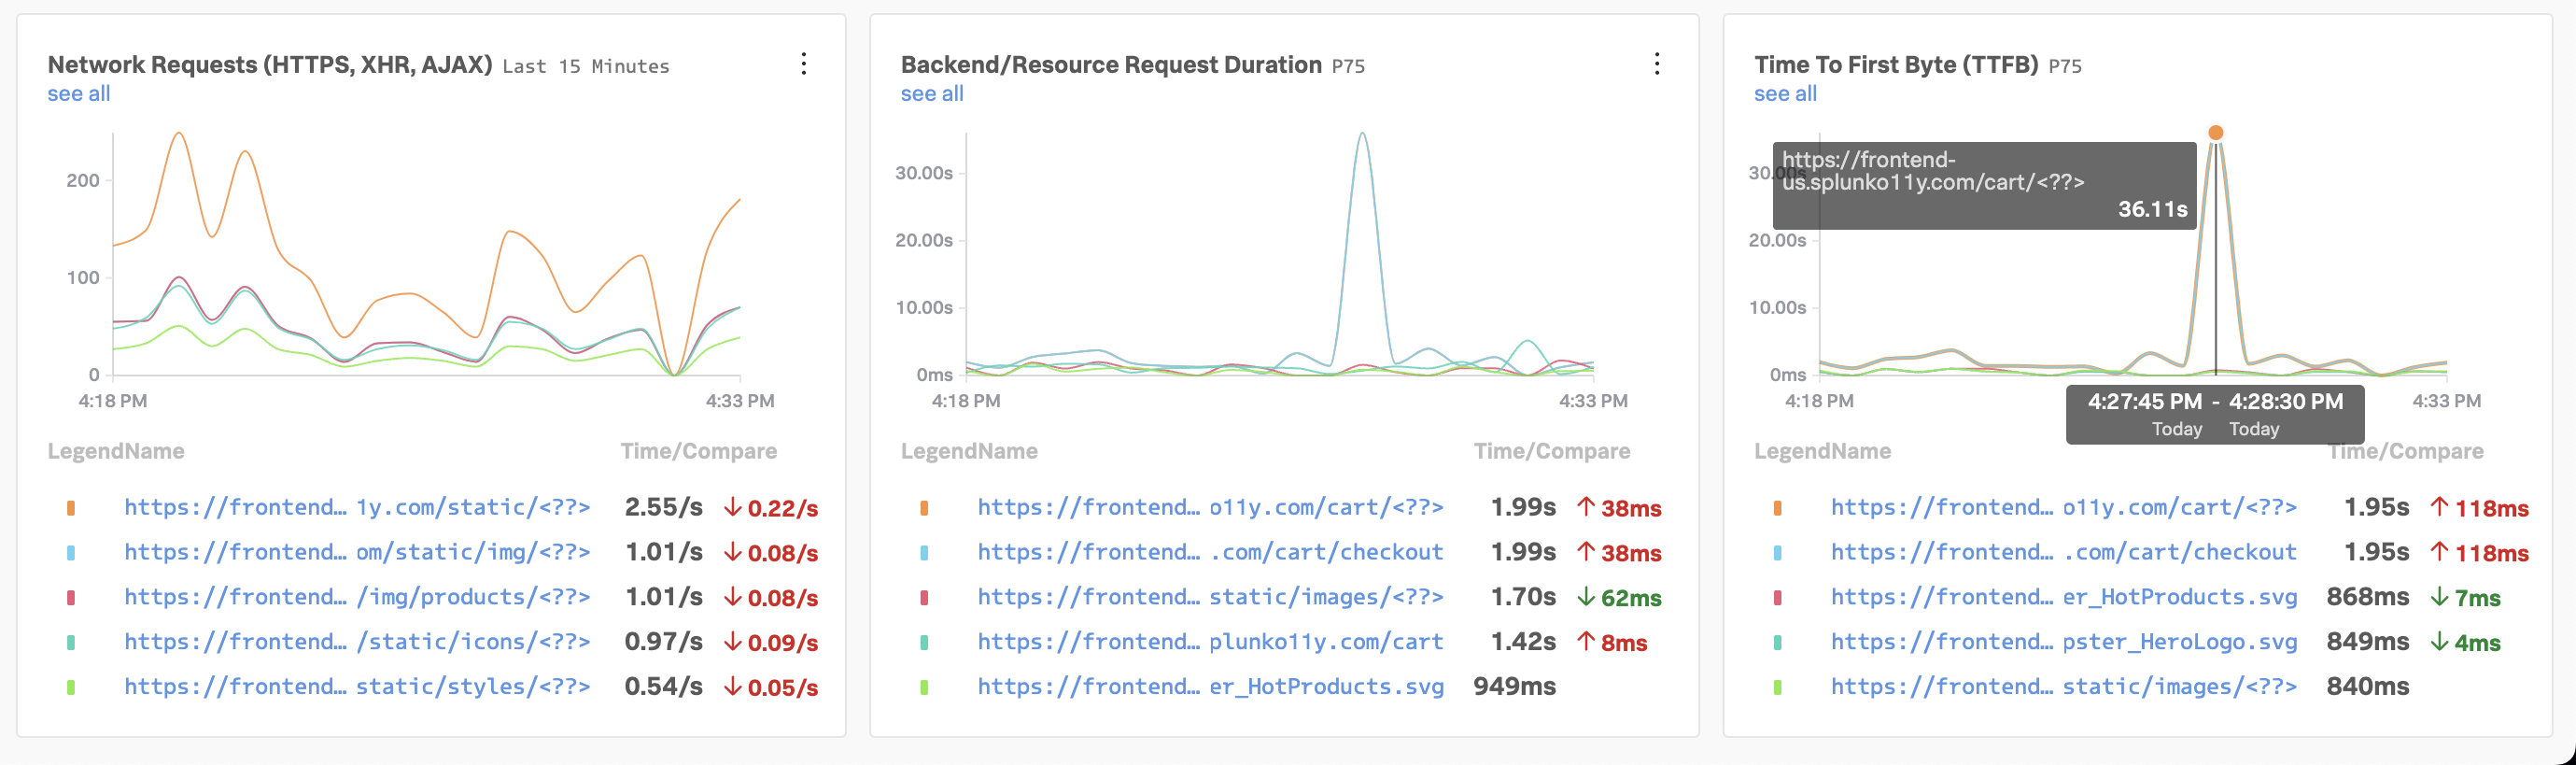 Network Requests (HTTPS, XHR, AJAX) Last 15 Minutes
see all
200
100
0
4:18 PM
4:33 PM
LegendName Time/Compare
https://frontend… 1y.com/static/<??> 2.55/s ↓0.22/s
https://frontend… om/static/img/<??> 1.01/s ↓0.08/s
https://frontend… /img/products/<??> 1.01/s ↓0.08/s
https://frontend… /static/icons/<??> 0.97/s ↓0.09/s
https://frontend… static/styles/<??> 0.54/s ↓0.05/s
Backend/Resource Request Duration P75
see all
30.00s
20.00s
10.00s
0ms
4:18 PM
4:33 PM
LegendName Time/Compare
https://frontend… o11y.com/cart/<??> 1.99s ↑38ms
https://frontend… .com/cart/checkout 1.99s ↑38ms
https://frontend… static/images/<??> 1.70s ↓62ms
https://frontend… plunko11y.com/cart 1.42s ↑8ms
https://frontend… er_HotProducts.svg 949ms
Time To First Byte (TTFB) P75
see all
https://frontend-
30.00s
us.splunko11y.com/cart/<??>
36.11s
20.00s
10.00s
0ms
4:18 PM
4:27:45 PM - 4:28:30 PM
4:33 PM
Today Today
LegendName Time/Compare
https://frontend… o11y.com/cart/<??> 1.95s ↑118ms
https://frontend… .com/cart/checkout 1.95s ↑118ms
https://frontend… er_HotProducts.svg 868ms ↓7ms
https://frontend… pster_HeroLogo.svg 849ms ↓4ms
https://frontend… static/images/<??> 840ms